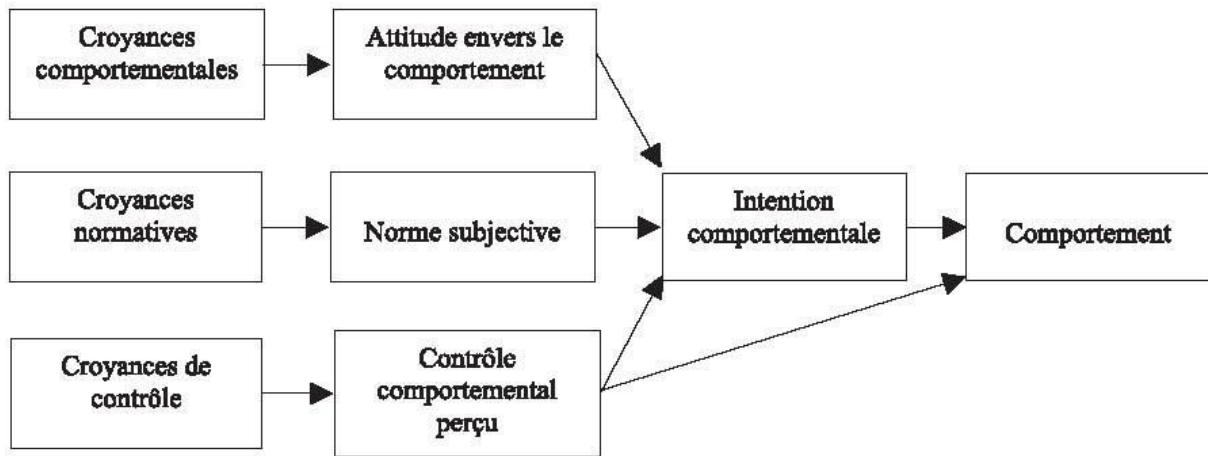 Croyances
comportementales
Attitude envers le
comportement
Croyances
normatives
Norme subjective
Intention
comportementale
Comportement
Croyances de
contrôle
Contrôle
comportemental
perçu